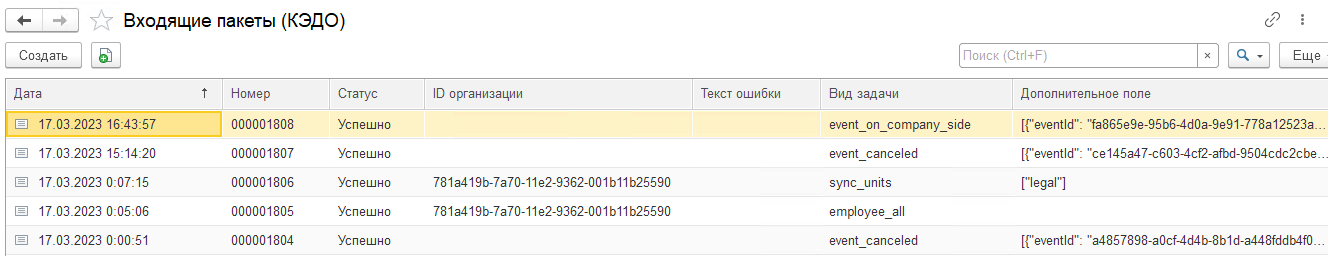 Входящие пакеты (КЭДО)
Создать Поиск (Ctrl+F) × Еще
Дата ↑ Номер Статус ID организации Текст ошибки Вид задачи Дополнительное поле
17.03.2023 16:43:57 000001808 Успешно event_on_company_side [{"eventId": "fa865e9e-95b6-4d0a-9e91-778a12523a...
17.03.2023 15:14:20 000001807 Успешно event_canceled [{"eventId": "ce145a47-c603-4cf2-afbd-9504cdc2cbe...
17.03.2023 0:07:15 000001806 Успешно 781a419b-7a70-11e2-9362-001b11b25590 sync_units ["legal"]
17.03.2023 0:05:06 000001805 Успешно 781a419b-7a70-11e2-9362-001b11b25590 employee_all
17.03.2023 0:00:51 000001804 Успешно event_canceled [{"eventId": "a4857898-a0cf-4d4b-8b1d-a448fddb4f0...